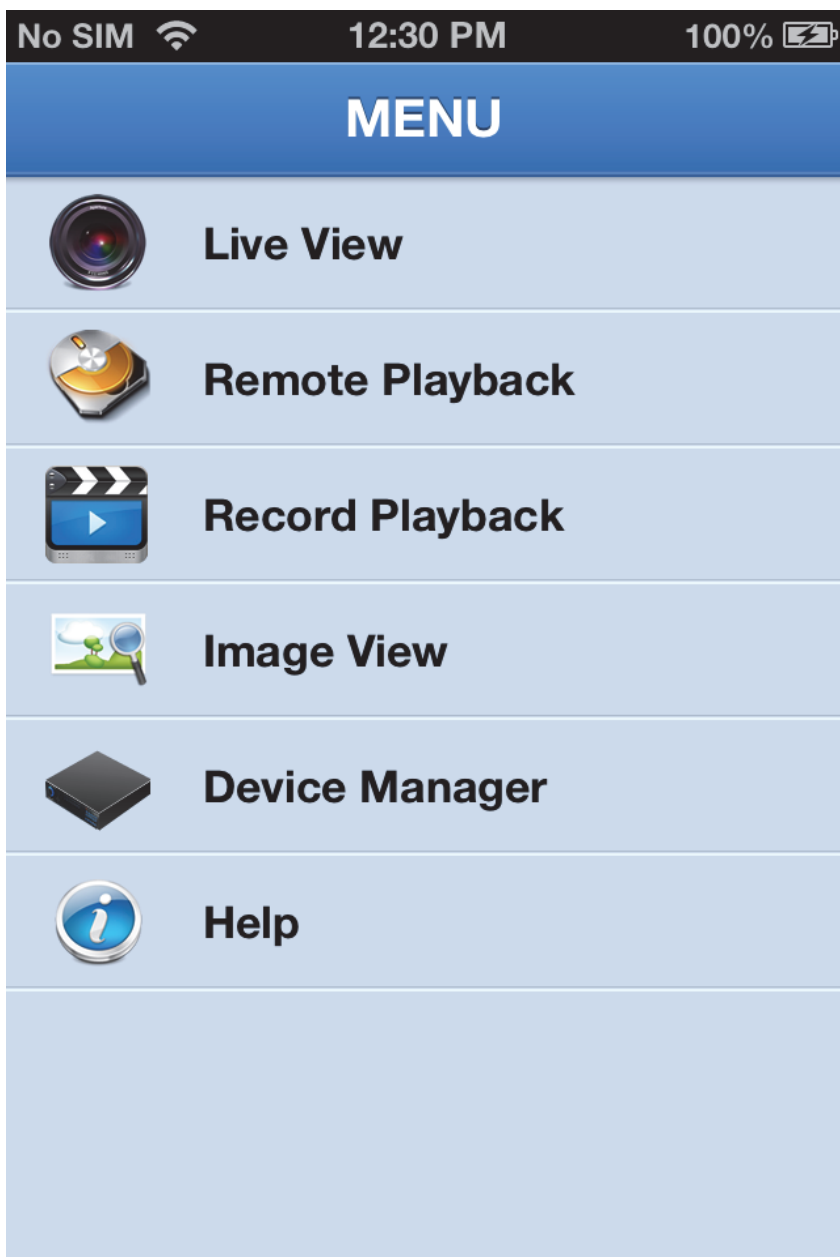 No SIM 12:30 PM 100%
MENU
Live View
Remote Playback
Record Playback
Image View
Device Manager
Help